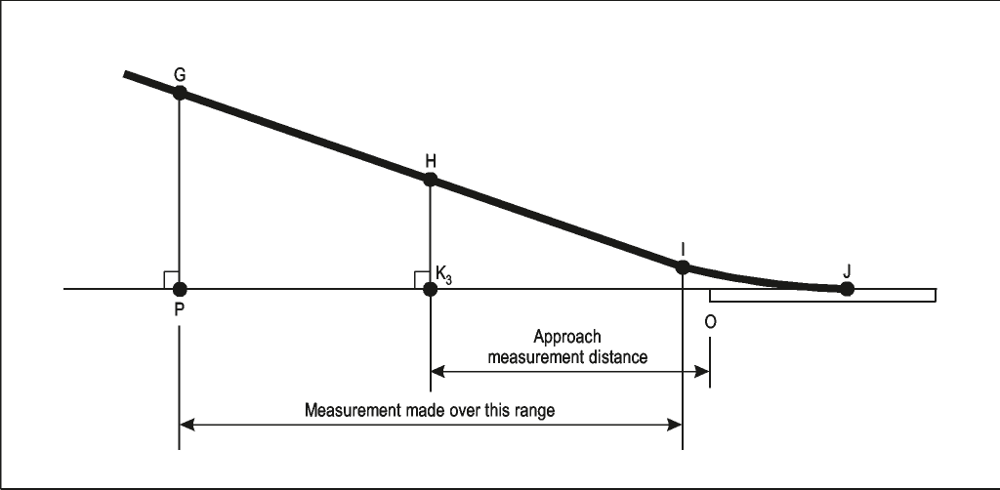 G
H
I
J
K3
P
O
Approach
measurement distance
Measurement made over this range